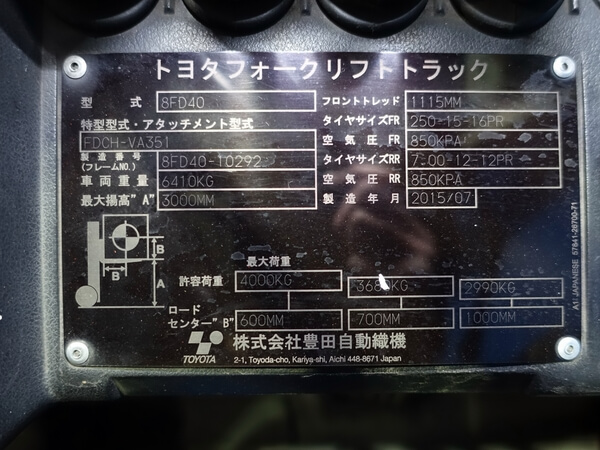 トヨタフォークリフトトラック
型式 8FD40 フロントトレッド 1115MM
特型型式・アタッチメント型式 タイヤサイズFR 250-15-16PR
FDCH-VA351 空気圧FR 850KPA
製造番号 (フレームNO.) 8FD40-10292 タイヤサイズRR 7.00-12-12PR
車両重量 6410KG 空気圧RR 850KPA
最大揚高"A" 3000MM 製造年月 2015/07
B
B
A
最大荷重
許容荷重 4000KG KG 2990KG
ロード
センター"B" 600MM 700MM 1000MM
TOYOTA 株式会社豊田自動織機
2-1, Toyoda-cho, Kariya-shi, Aichi 448-8671 Japan
A1 JAPANESE 57841-26700-71